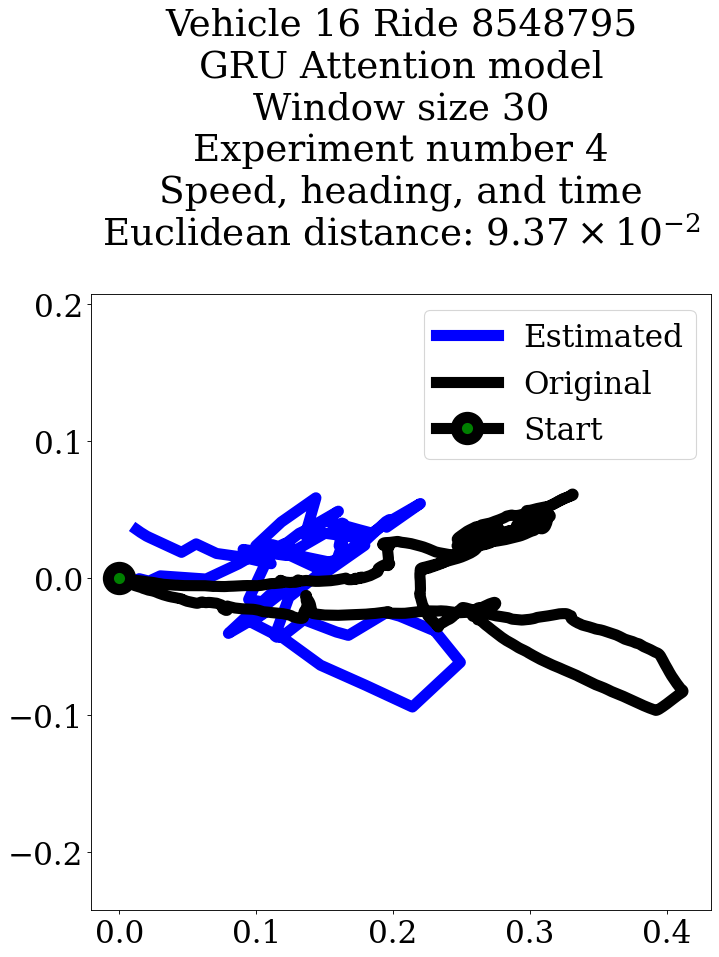 Vehicle 16 Ride 8548795
GRU Attention model
Window size 30
Experiment number 4
Speed, heading, and time
Euclidean distance: 9.37 × 10⁻²
0.2
0.1
0.0
−0.1
−0.2
Estimated
Original
Start
0.0 0.1 0.2 0.3 0.4